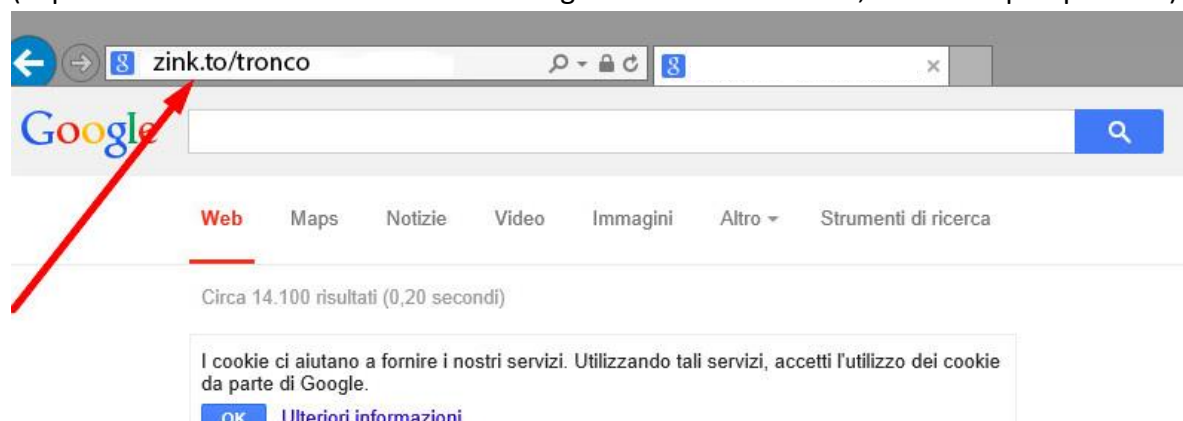 zink.to/tronco
Google
Web Maps Notizie Video Immagini Altro Strumenti di ricerca
Circa 14.100 risultati (0,20 secondi)
I cookie ci aiutano a fornire i nostri servizi. Utilizzando tali servizi, accetti l'utilizzo dei cookie
da parte di Google.
OK Ulteriori informazioni